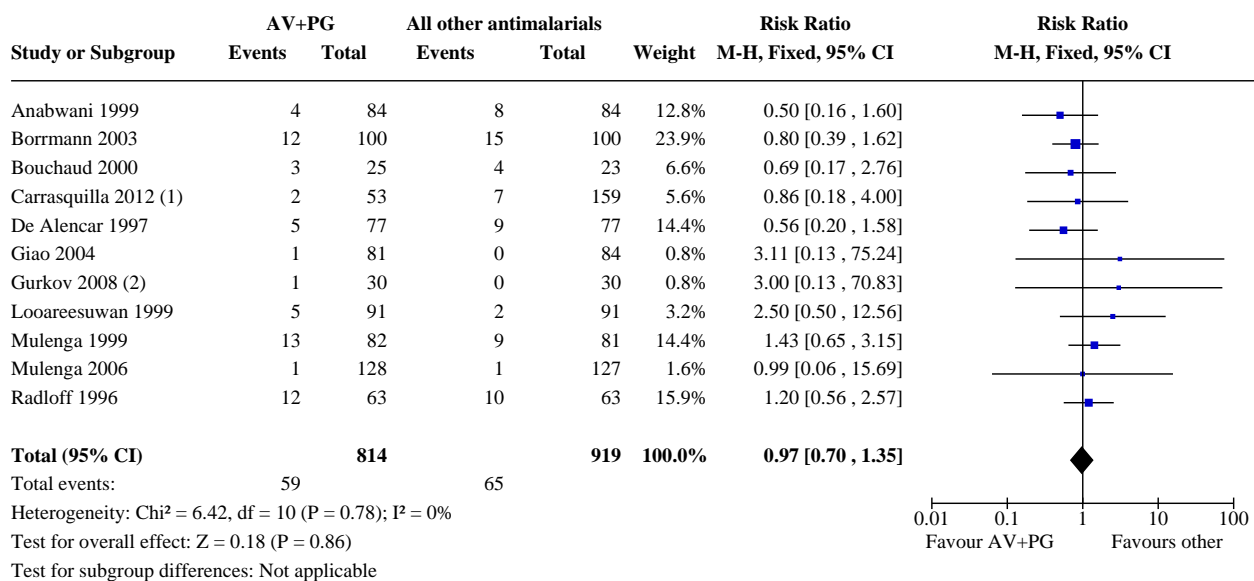 AV+PG All other antimalarials Risk Ratio Risk Ratio
Study or Subgroup Events Total Events Total Weight M-H, Fixed, 95% CI M-H, Fixed, 95% CI
Anabwani 1999 4 84 8 84 12.8% 0.50 [0.16 , 1.60]
Borrmann 2003 12 100 15 100 23.9% 0.80 [0.39 , 1.62]
Bouchaud 2000 3 25 4 23 6.6% 0.69 [0.17 , 2.76]
Carrasquilla 2012 (1) 2 53 7 159 5.6% 0.86 [0.18 , 4.00]
De Alencar 1997 5 77 9 77 14.4% 0.56 [0.20 , 1.58]
Giao 2004 1 81 0 84 0.8% 3.11 [0.13 , 75.24]
Gurkov 2008 (2) 1 30 0 30 0.8% 3.00 [0.13 , 70.83]
Looareesuwan 1999 5 91 2 91 3.2% 2.50 [0.50 , 12.56]
Mulenga 1999 13 82 9 81 14.4% 1.43 [0.65 , 3.15]
Mulenga 2006 1 128 1 127 1.6% 0.99 [0.06 , 15.69]
Radloff 1996 12 63 10 63 15.9% 1.20 [0.56 , 2.57]
Total (95% CI) 814 919 100.0% 0.97 [0.70 , 1.35]
Total events: 59 65
Heterogeneity: Chi² = 6.42, df = 10 (P = 0.78); I² = 0%
Test for overall effect: Z = 0.18 (P = 0.86)
Test for subgroup differences: Not applicable
0.01 0.1 1 10 100
Favour AV+PG Favours other